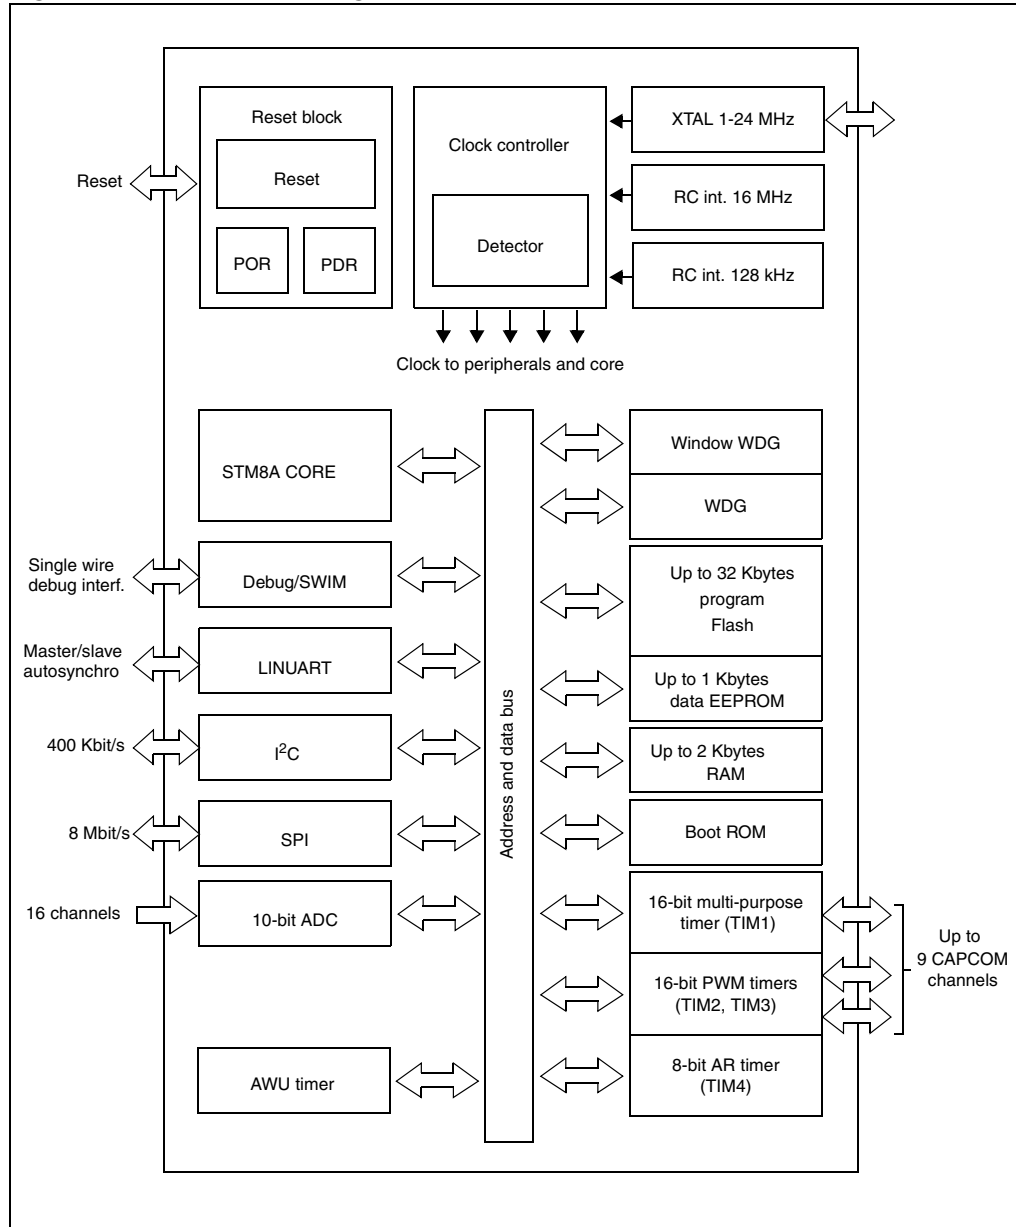 Reset block
Reset
POR
PDR
Reset
Clock controller
Detector
XTAL 1-24 MHz
RC int. 16 MHz
RC int. 128 kHz
Clock to peripherals and core
STM8A CORE
Single wire
debug interf.
Debug/SWIM
Master/slave
autosynchro
LINUART
400 Kbit/s
I²C
8 Mbit/s
SPI
16 channels
10-bit ADC
AWU timer
Address and data bus
Window WDG
WDG
Up to 32 Kbytes
program
Flash
Up to 1 Kbytes
data EEPROM
Up to 2 Kbytes
RAM
Boot ROM
16-bit multi-purpose
timer (TIM1)
16-bit PWM timers
(TIM2, TIM3)
8-bit AR timer
(TIM4)
Up to
9 CAPCOM
channels